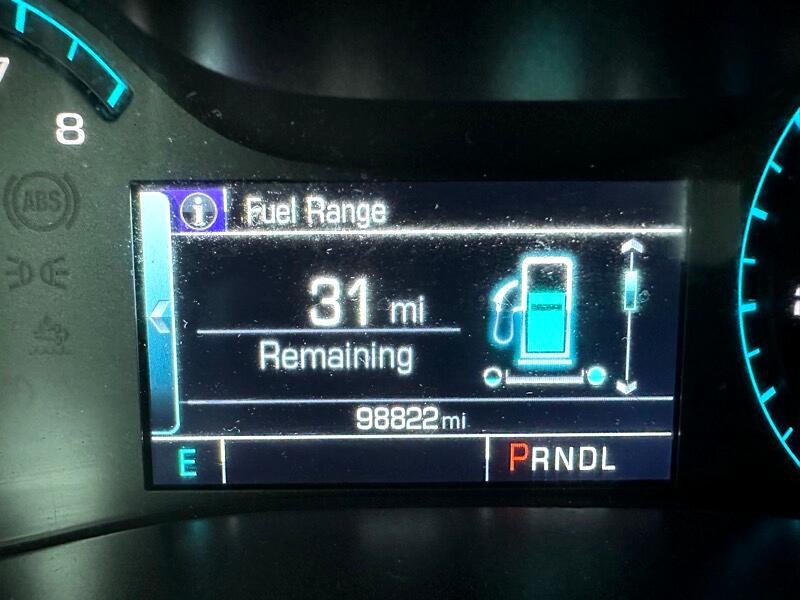 8
ABS
i Fuel Range
31 mi
Remaining
98822 mi
E
PRNDL